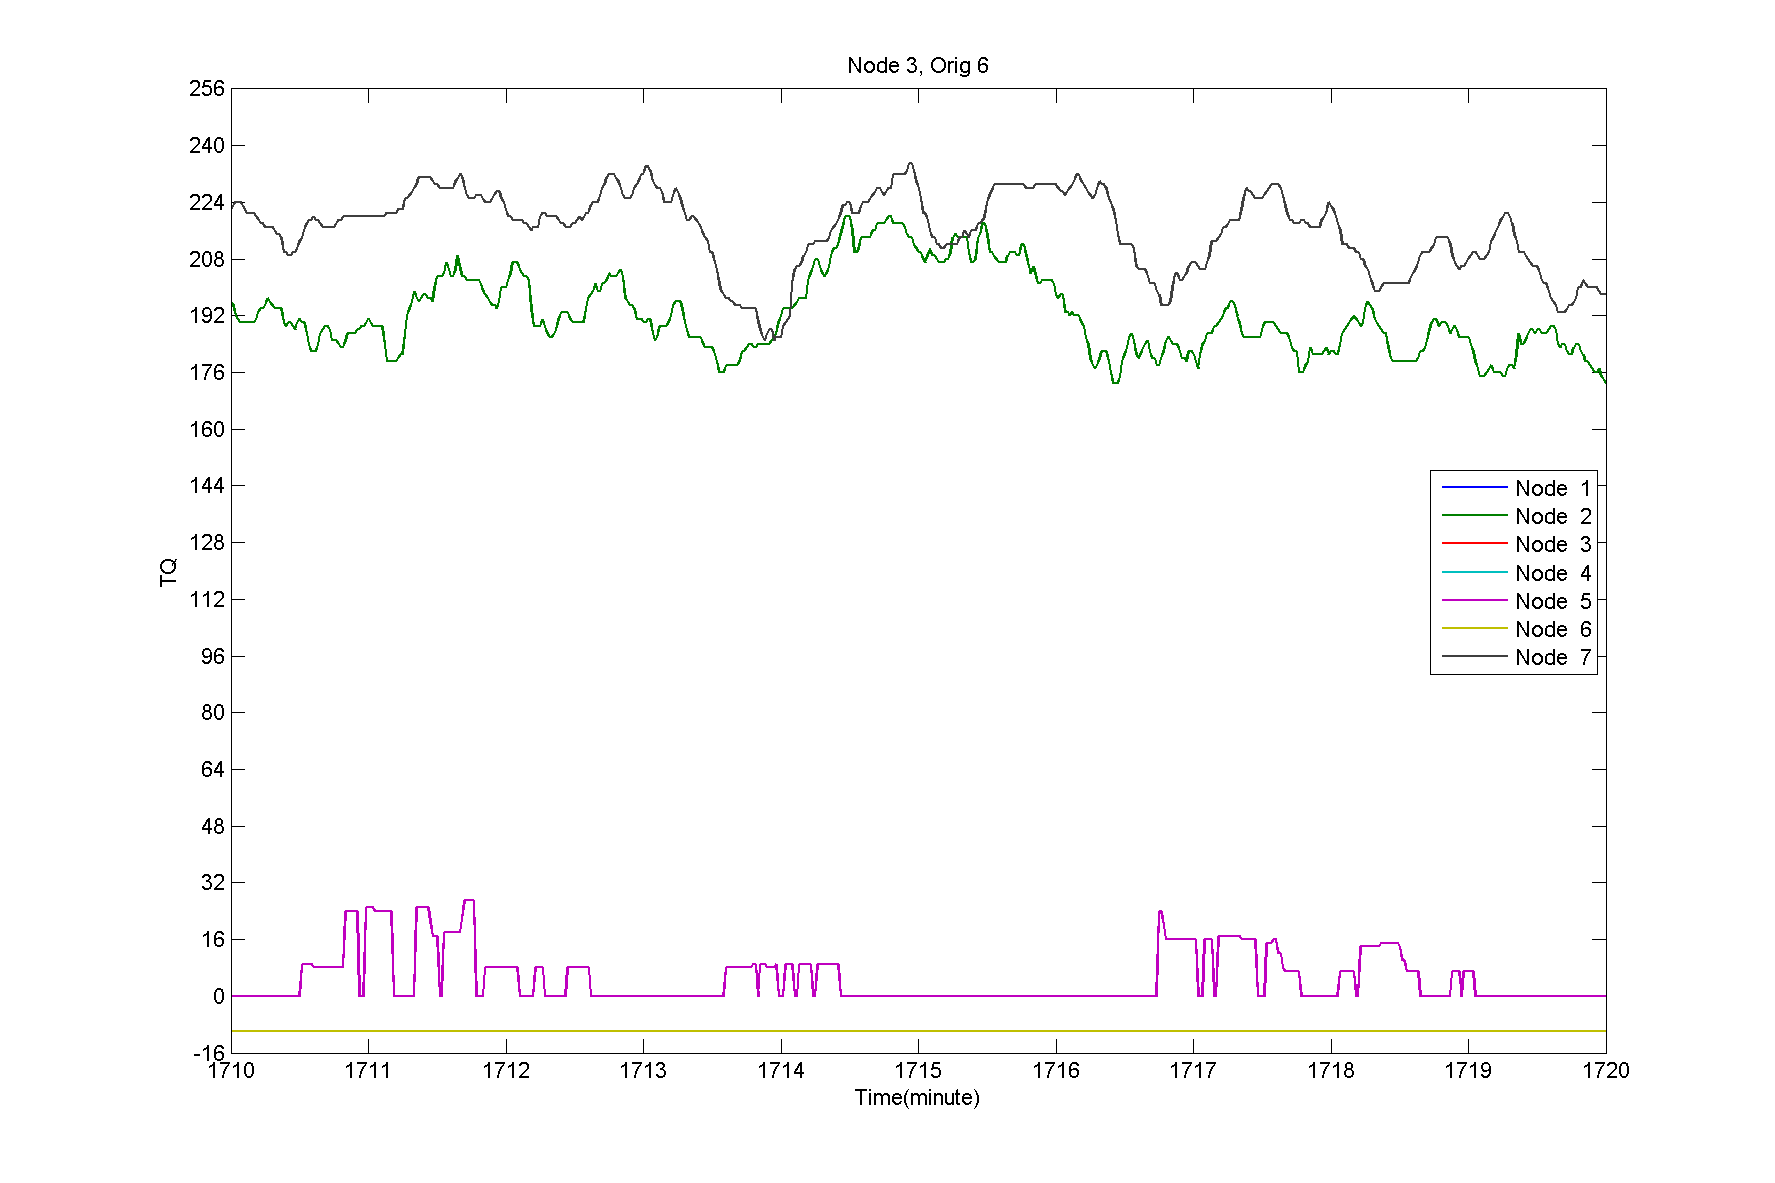 Node 3, Orig 6
256
240
224
208
192
176
160
144
128
112
96
80
64
48
32
16
0
-16
TQ
Node 1
Node 2
Node 3
Node 4
Node 5
Node 6
Node 7
1710 1711 1712 1713 1714 1715 1716 1717 1718 1719 1720
Time(minute)